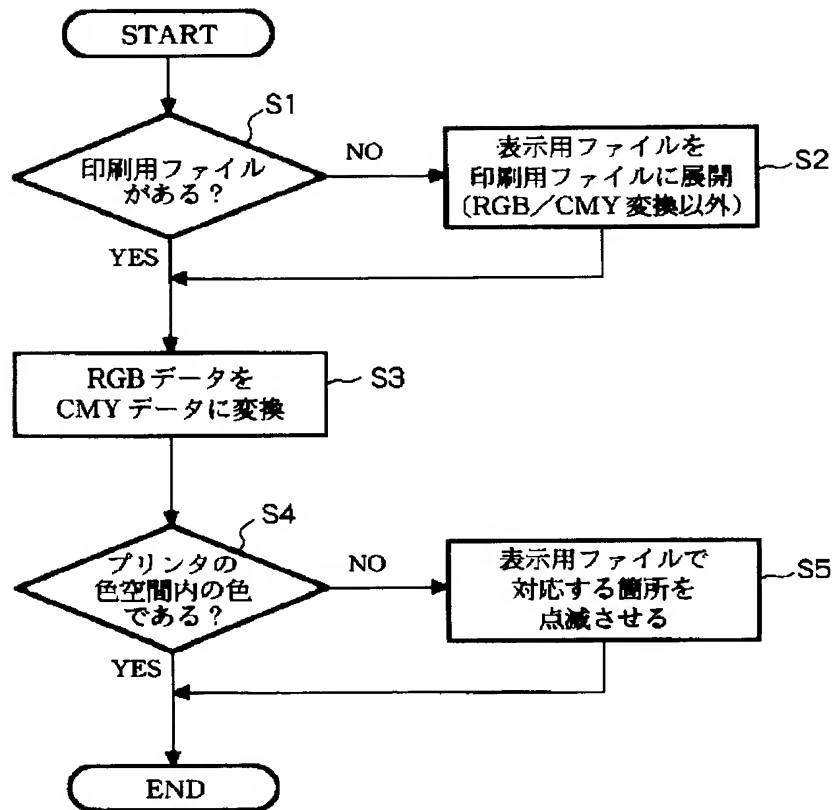 START
S1
印刷用ファイル
がある?
NO
表示用ファイルを
印刷用ファイルに展開
(RGB/CMY変換以外)
S2
YES
RGBデータを
CMYデータに変換
S3
S4
プリンタの
色空間内の色
である?
NO
表示用ファイルで
対応する箇所を
点滅させる
S5
YES
END